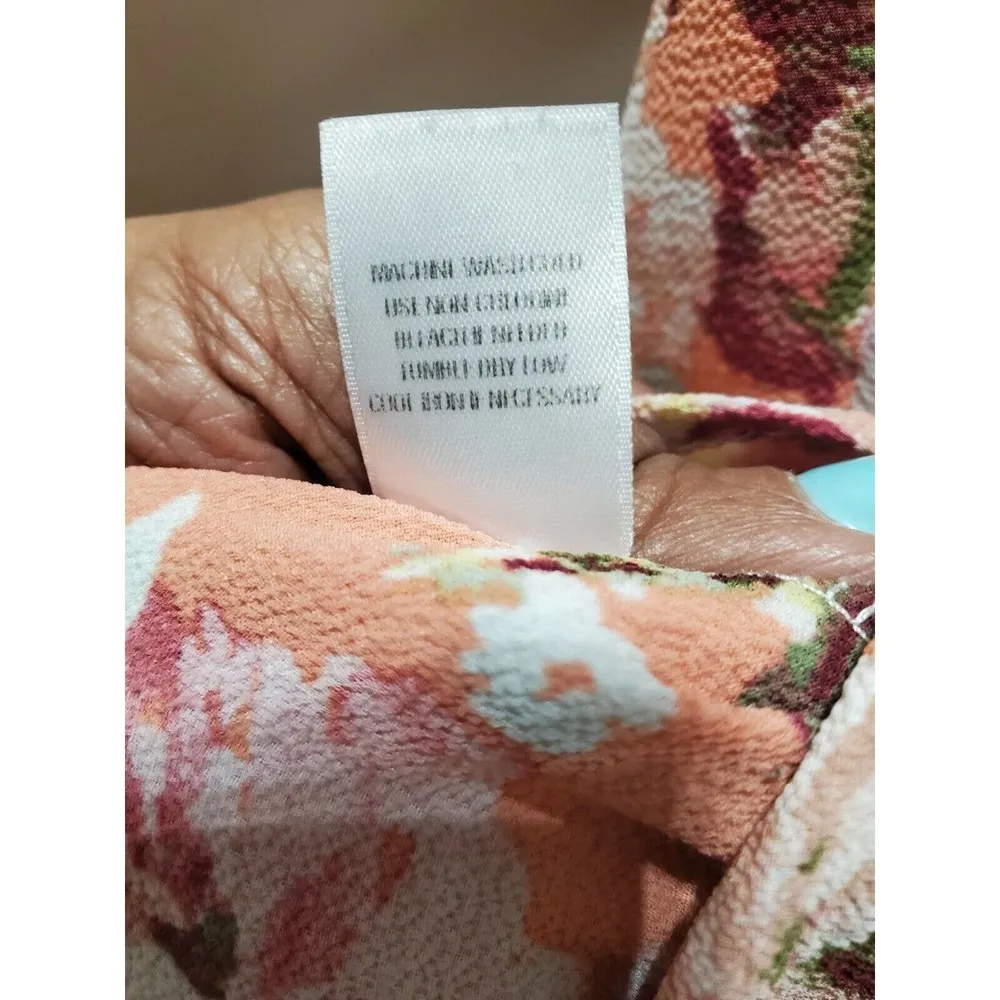 MACHINE WASH COLD
USE NON CHLORINE
BLEACH IF NEEDED
TUMBLE DRY LOW
COOL IRON IF NECESSARY